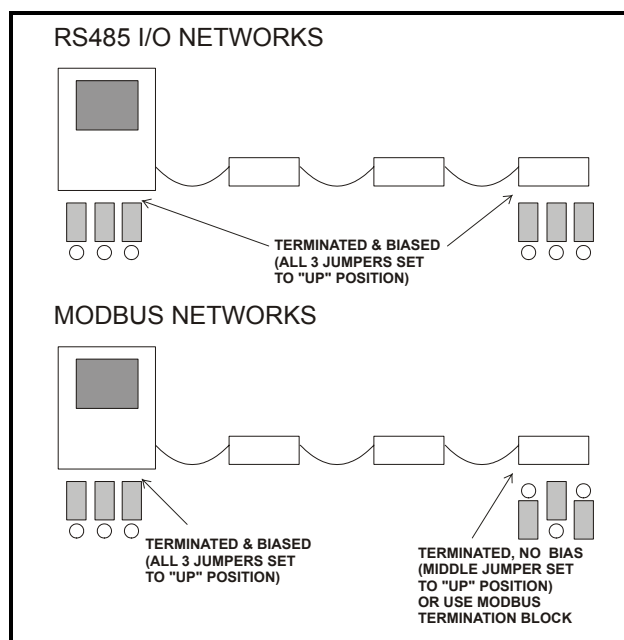 RS485 I/O NETWORKS
TERMINATED & BIASED
(ALL 3 JUMPERS SET
TO "UP" POSITION)
MODBUS NETWORKS
TERMINATED & BIASED
(ALL 3 JUMPERS SET
TO "UP" POSITION)
TERMINATED, NO BIAS
(MIDDLE JUMPER SET
TO "UP" POSITION)
OR USE MODBUS
TERMINATION BLOCK